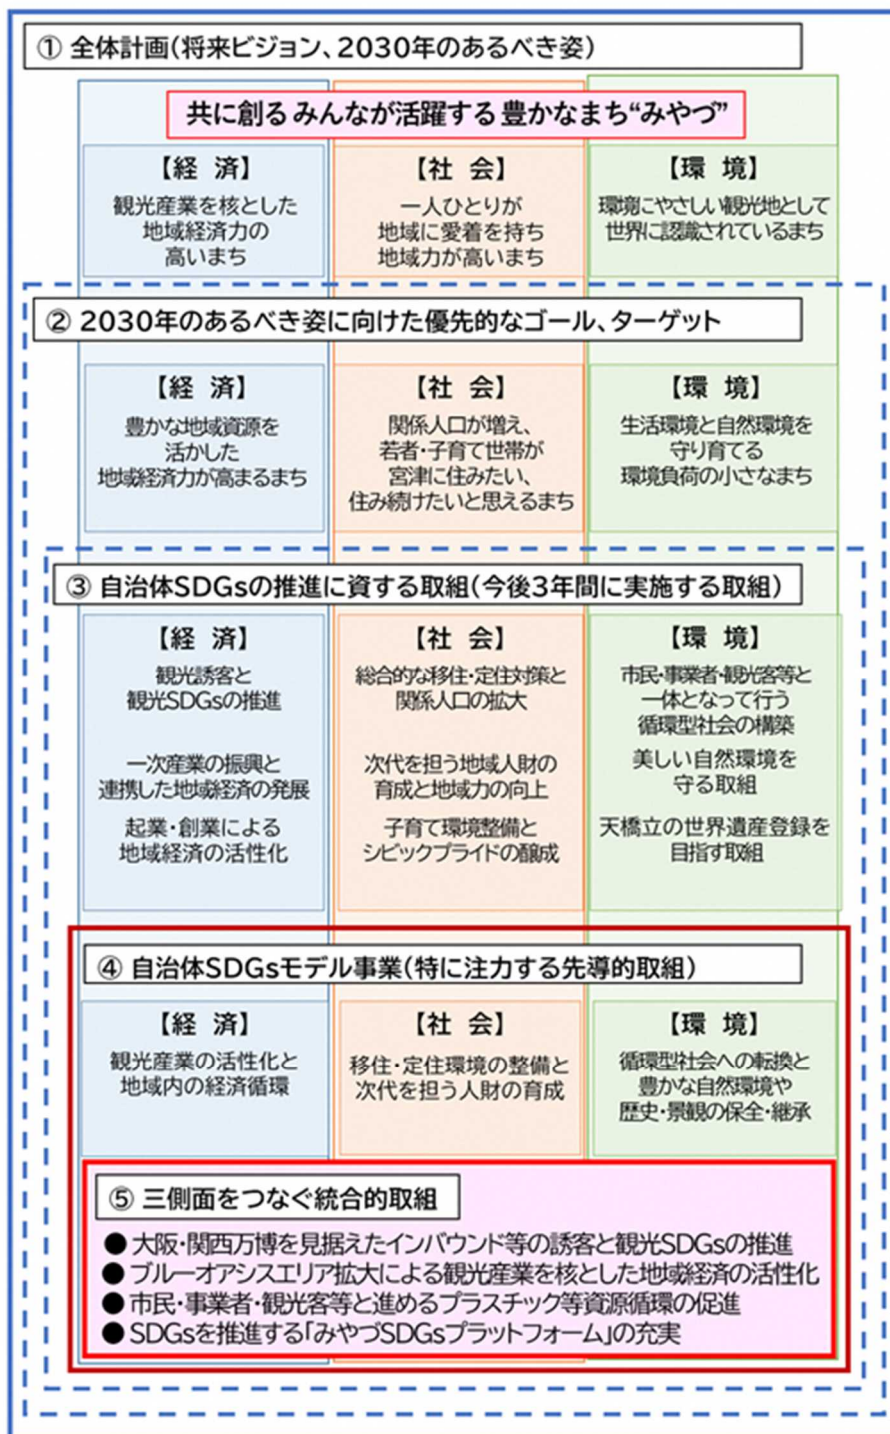 ① 全体計画(将来ビジョン、2030年のあるべき姿)
共に創る みんなが活躍する 豊かなまち“みやづ”
【経 済】
観光産業を核とした
地域経済力の
高いまち
【社 会】
一人ひとりが
地域に愛着を持ち
地域力が高いまち
【環 境】
環境にやさしい観光地として
世界に認識されているまち
② 2030年のあるべき姿に向けた優先的なゴール、ターゲット
【経 済】
豊かな地域資源を
活かした
地域経済力が高まるまち
【社 会】
関係人口が増え、
若者・子育て世帯が
宮津に住みたい、
住み続けたいと思えるまち
【環 境】
生活環境と自然環境を
守り育てる
環境負荷の小さなまち
③ 自治体SDGsの推進に資する取組(今後3年間に実施する取組)
【経 済】
観光誘客と
観光SDGsの推進
一次産業の振興と
連携した地域経済の発展
起業・創業による
地域経済の活性化
【社 会】
総合的な移住・定住対策と
関係人口の拡大
次代を担う地域人財の
育成と地域力の向上
子育て環境整備と
シビックプライドの醸成
【環 境】
市民・事業者・観光客等と
一体となって行う
循環型社会の構築
美しい自然環境を
守る取組
天橋立の世界遺産登録を
目指す取組
④ 自治体SDGsモデル事業(特に注力する先導的取組)
【経 済】
観光産業の活性化と
地域内の経済循環
【社 会】
移住・定住環境の整備と
次代を担う人財の育成
【環 境】
循環型社会への転換と
豊かな自然環境や
歴史・景観の保全・継承
⑤ 三側面をつなぐ統合的取組
● 大阪・関西万博を見据えたインバウンド等の誘客と観光SDGsの推進
● ブルーオアシスエリア拡大による観光産業を核とした地域経済の活性化
● 市民・事業者・観光客等と進めるプラスチック等資源循環の促進
● SDGsを推進する「みやづSDGsプラットフォーム」の充実